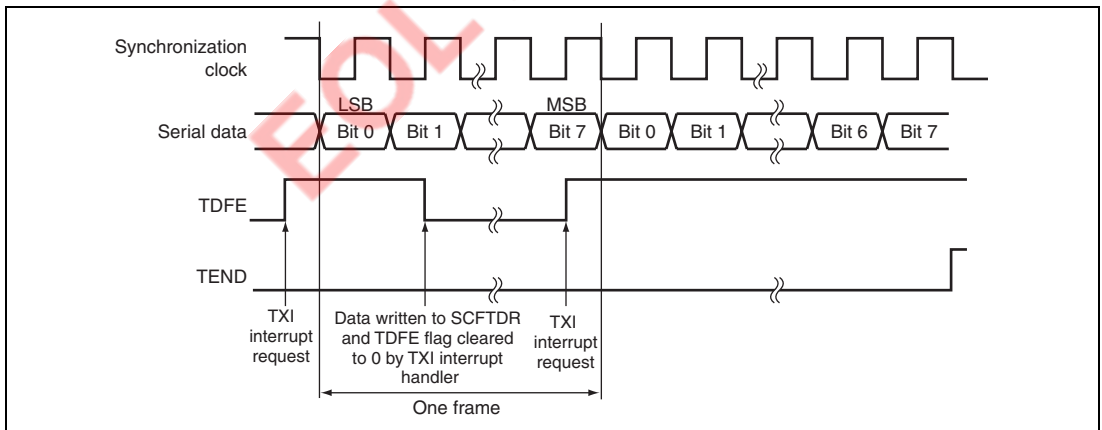 Synchronization
clock
LSB
MSB
Serial data
Bit 0
Bit 1
Bit 7
Bit 0
Bit 1
Bit 6
Bit 7
TDFE
TEND
TXI
interrupt
request
Data written to SCFTDR
and TDFE flag cleared
to 0 by TXI interrupt
handler
TXI
interrupt
request
One frame
EOL